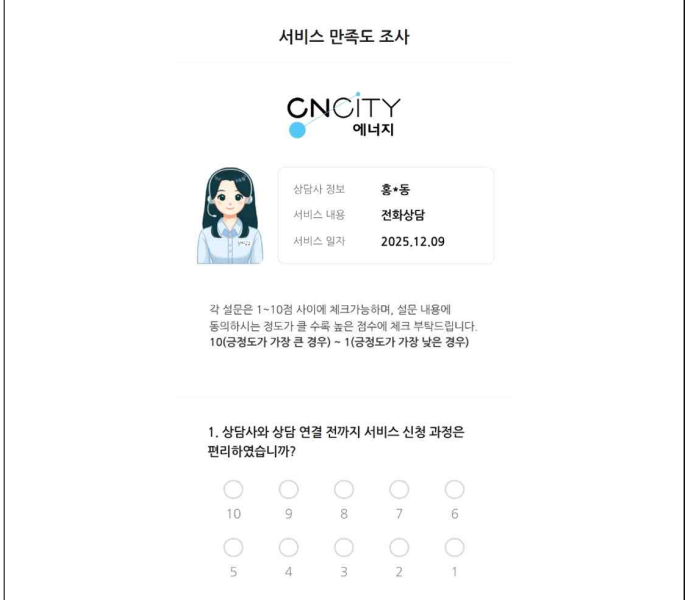 서비스 만족도 조사
CNCITY
에너지
상담사 정보 홍*동
서비스 내용 전화상담
서비스 일자 2025.12.09
각 설문은 1~10점 사이에 체크가능하며, 설문 내용에
동의하시는 정도가 클 수록 높은 점수에 체크 부탁드립니다.
10(긍정도가 가장 큰 경우) ~ 1(긍정도가 가장 낮은 경우)
1. 상담사와 상담 연결 전까지 서비스 신청 과정은
편리하였습니까?
10 9 8 7 6
5 4 3 2 1